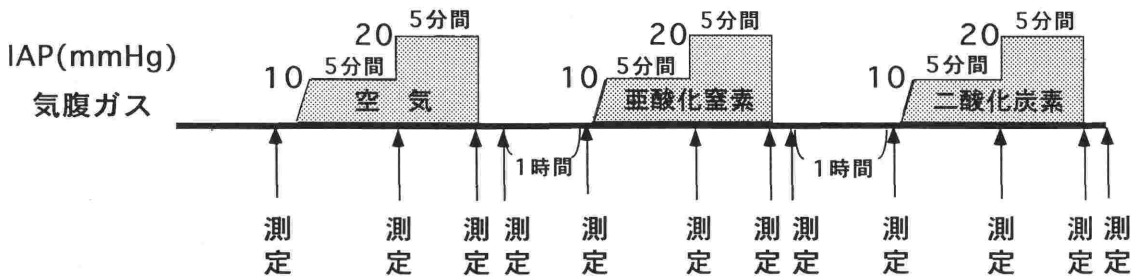 IAP(mmHg)
気腹ガス
10 5分間 20 5分間
空 気
10 5分間 20 5分間
亜酸化窒素
10 5分間 20 5分間
二酸化炭素
1時間
1時間
測定 測定 測定 測定 測定 測定 測定 測定 測定 測定 測定 測定